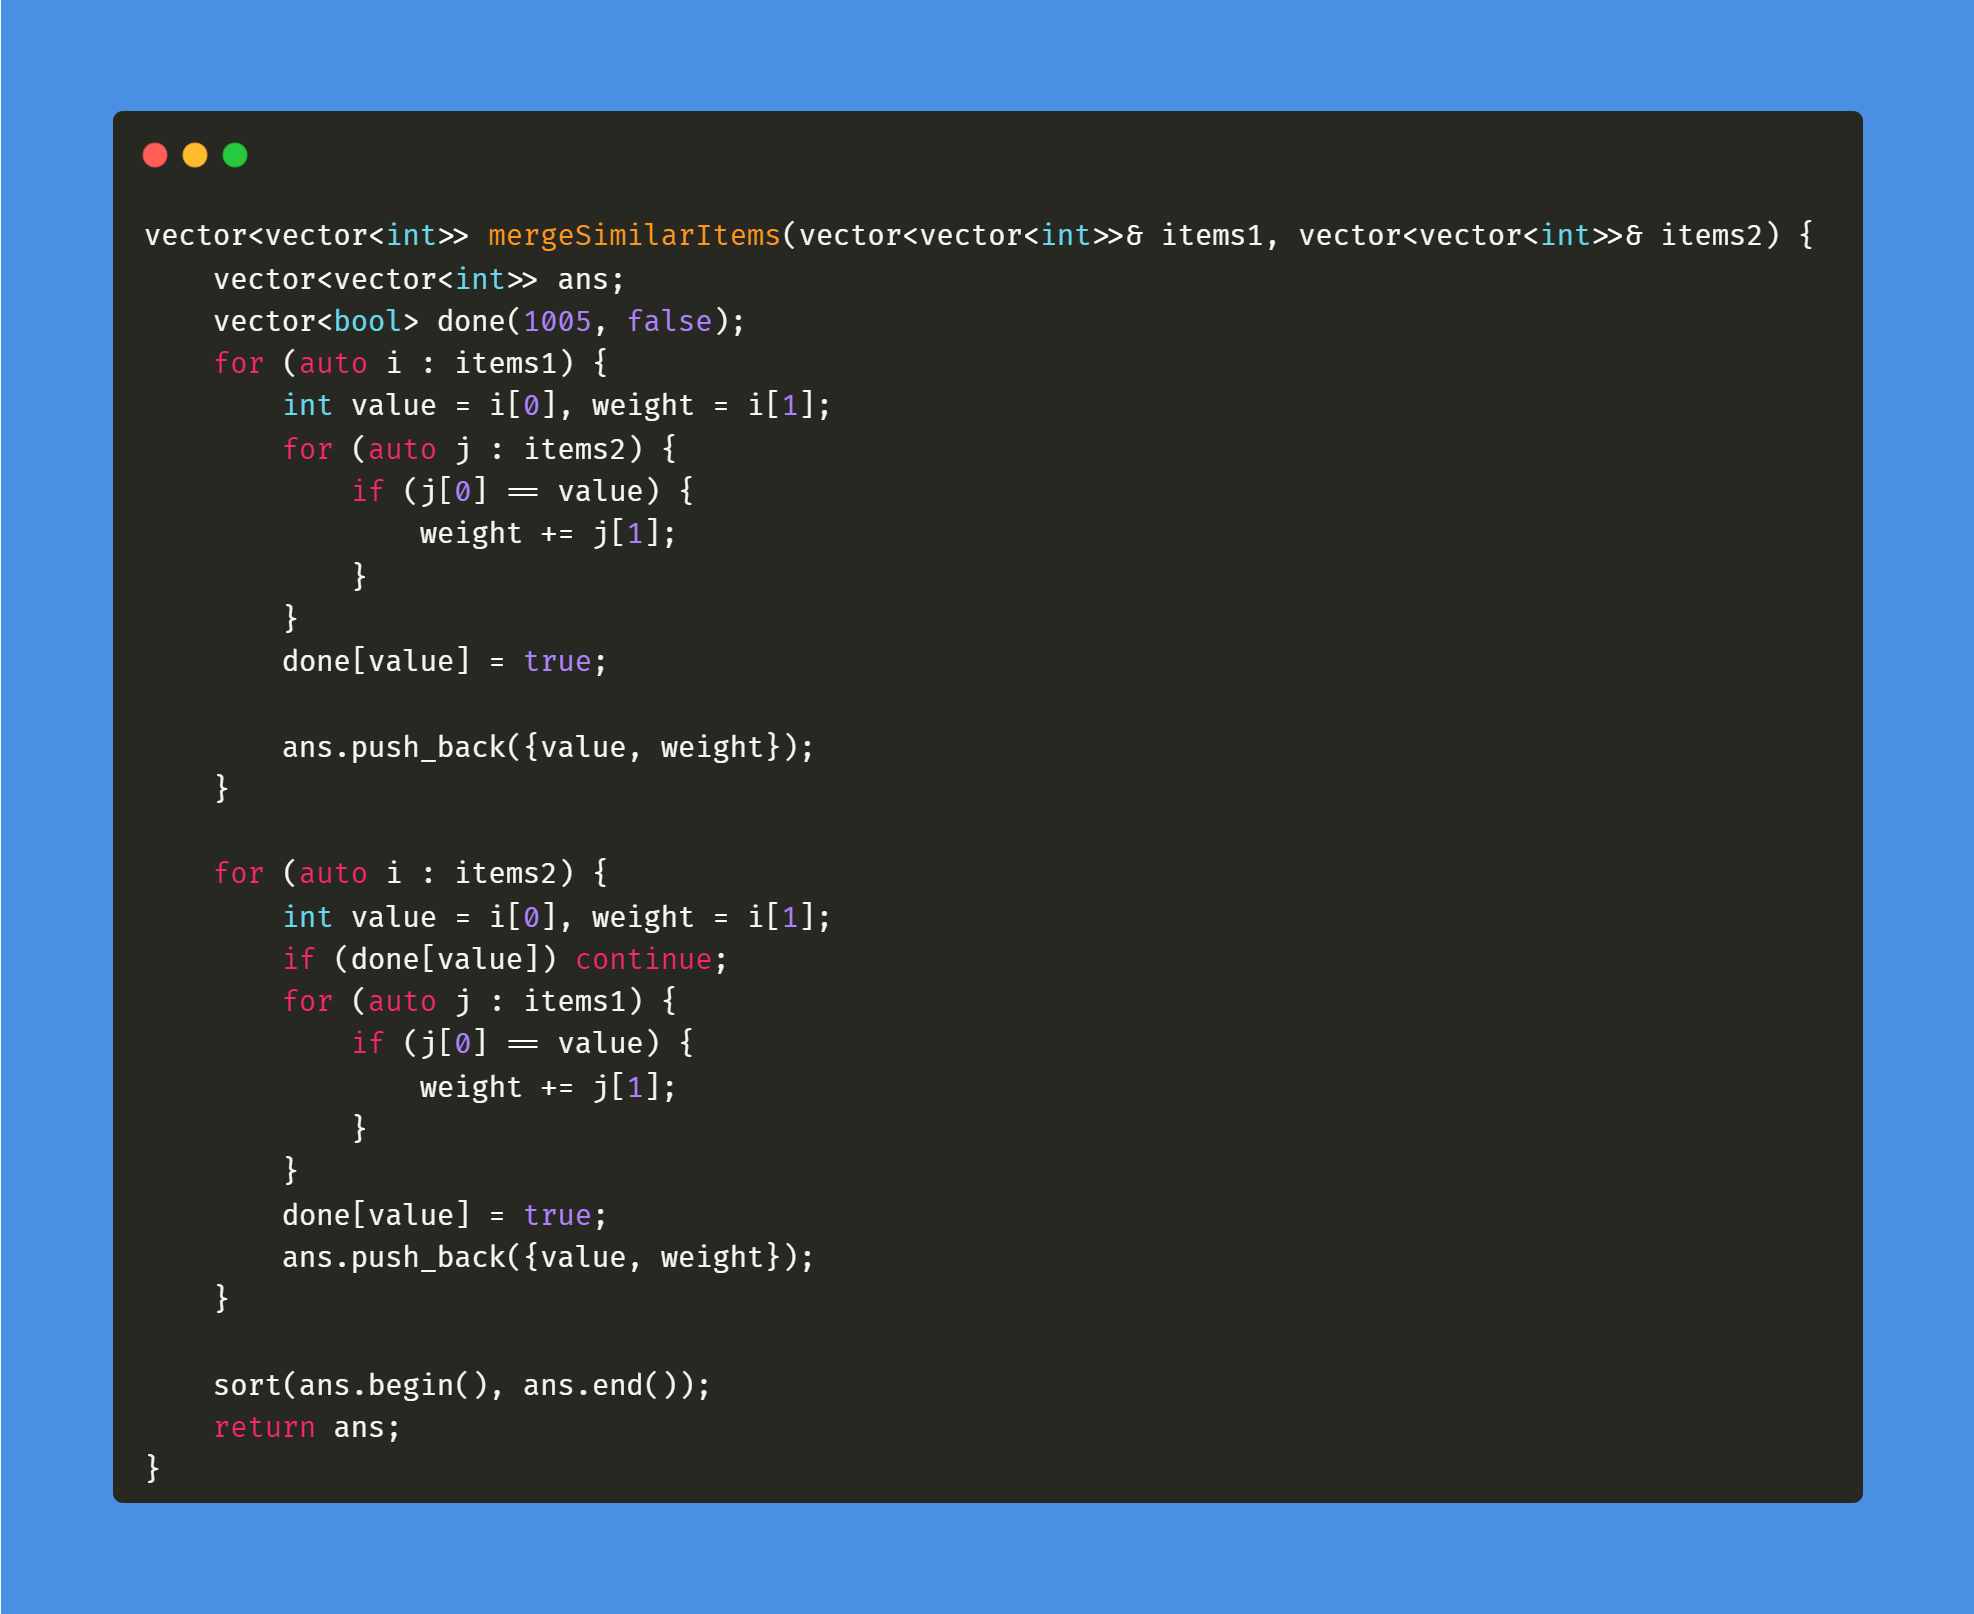 vector<vector<int>> mergeSimilarItems(vector<vector<int>>& items1, vector<vector<int>>& items2) {
    vector<vector<int>> ans;
    vector<bool> done(1005, false);
    for (auto i : items1) {
        int value = i[0], weight = i[1];
        for (auto j : items2) {
            if (j[0] == value) {
                weight += j[1];
            }
        }
        done[value] = true;

        ans.push_back({value, weight});
    }

    for (auto i : items2) {
        int value = i[0], weight = i[1];
        if (done[value]) continue;
        for (auto j : items1) {
            if (j[0] == value) {
                weight += j[1];
            }
        }
        done[value] = true;
        ans.push_back({value, weight});
    }

    sort(ans.begin(), ans.end());
    return ans;
}